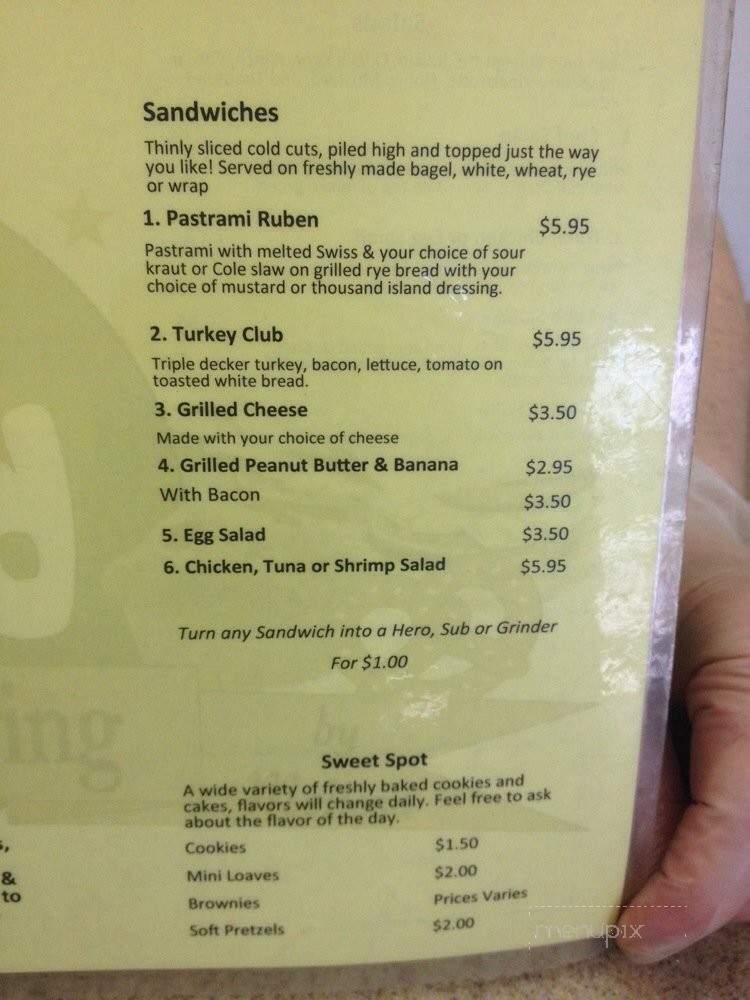 Sandwiches
Thinly sliced cold cuts, piled high and topped just the way
you like! Served on freshly made bagel, white, wheat, rye
or wrap
1. Pastrami Ruben $5.95
Pastrami with melted Swiss & your choice of sour
kraut or Cole slaw on grilled rye bread with your
choice of mustard or thousand island dressing.
2. Turkey Club $5.95
Triple decker turkey, bacon, lettuce, tomato on
toasted white bread.
3. Grilled Cheese $3.50
Made with your choice of cheese
4. Grilled Peanut Butter & Banana $2.95
With Bacon $3.50
5. Egg Salad $3.50
6. Chicken, Tuna or Shrimp Salad $5.95
Turn any Sandwich into a Hero, Sub or Grinder
For $1.00
ing
by
Sweet Spot
A wide variety of freshly baked cookies and
cakes, flavors will change daily. Feel free to ask
about the flavor of the day.
Cookies $1.50
Mini Loaves $2.00
Brownies Prices Varies
Soft Pretzels $2.00
&
to
menupix